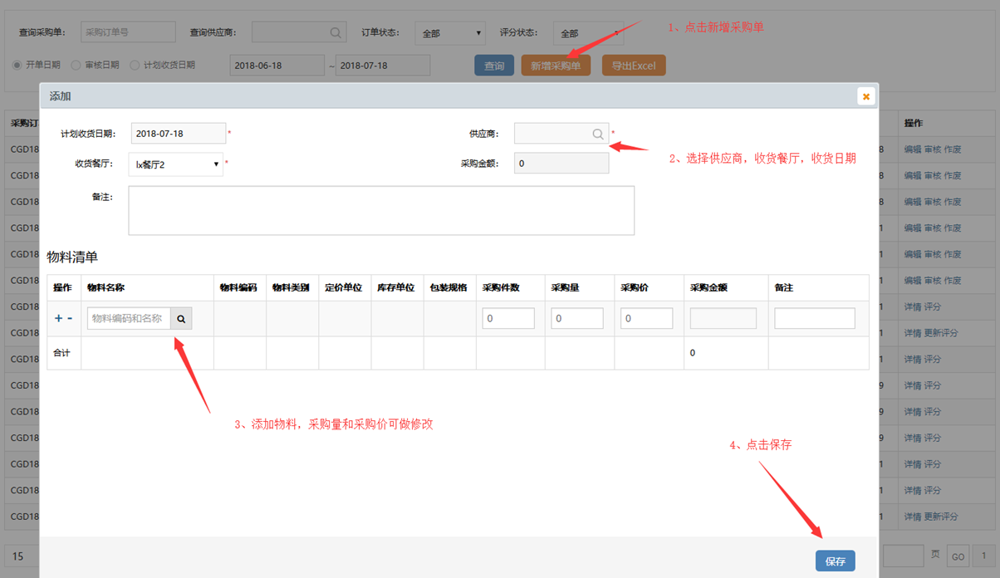 查询采购单: 采购订单号 查询供应商: 订单状态: 全部 评分状态: 全部
1、点击新增采购单
开单日期 审核日期 计划收货日期 2018-06-18 ~ 2018-07-18 查询 新增采购单 导出Excel
添加
采购订 操作
计划收货日期: 2018-07-18 * 供应商: *
CGD18 8 编辑 审核 作废
收货餐厅: lx餐厅2 * 采购金额: 0
2、选择供应商，收货餐厅，收货日期
CGD18 8 编辑 审核 作废
备注:
CGD18 8 编辑 审核 作废
CGD18 1 编辑 审核 作废
物料清单
CGD18 1 编辑 审核 作废
CGD18 1 编辑 审核 作废
操作 物料名称 物料编码 物料类别 定价单位 库存单位 包装规格 采购件数 采购量 采购价 采购金额 备注
CGD18 1 详情 评分
+ - 物料编码和名称 0 0 0
CGD18 1 详情 更新评分
合计 0
CGD18 1 详情 评分
CGD18 9 详情 评分
CGD18 9 详情 评分
3、添加物料，采购量和采购价可做修改
CGD18 9 详情 评分
4、点击保存
CGD18 1 详情 评分
CGD18 1 详情 评分
CGD18 1 详情 更新评分
15 页 GO 1
保存